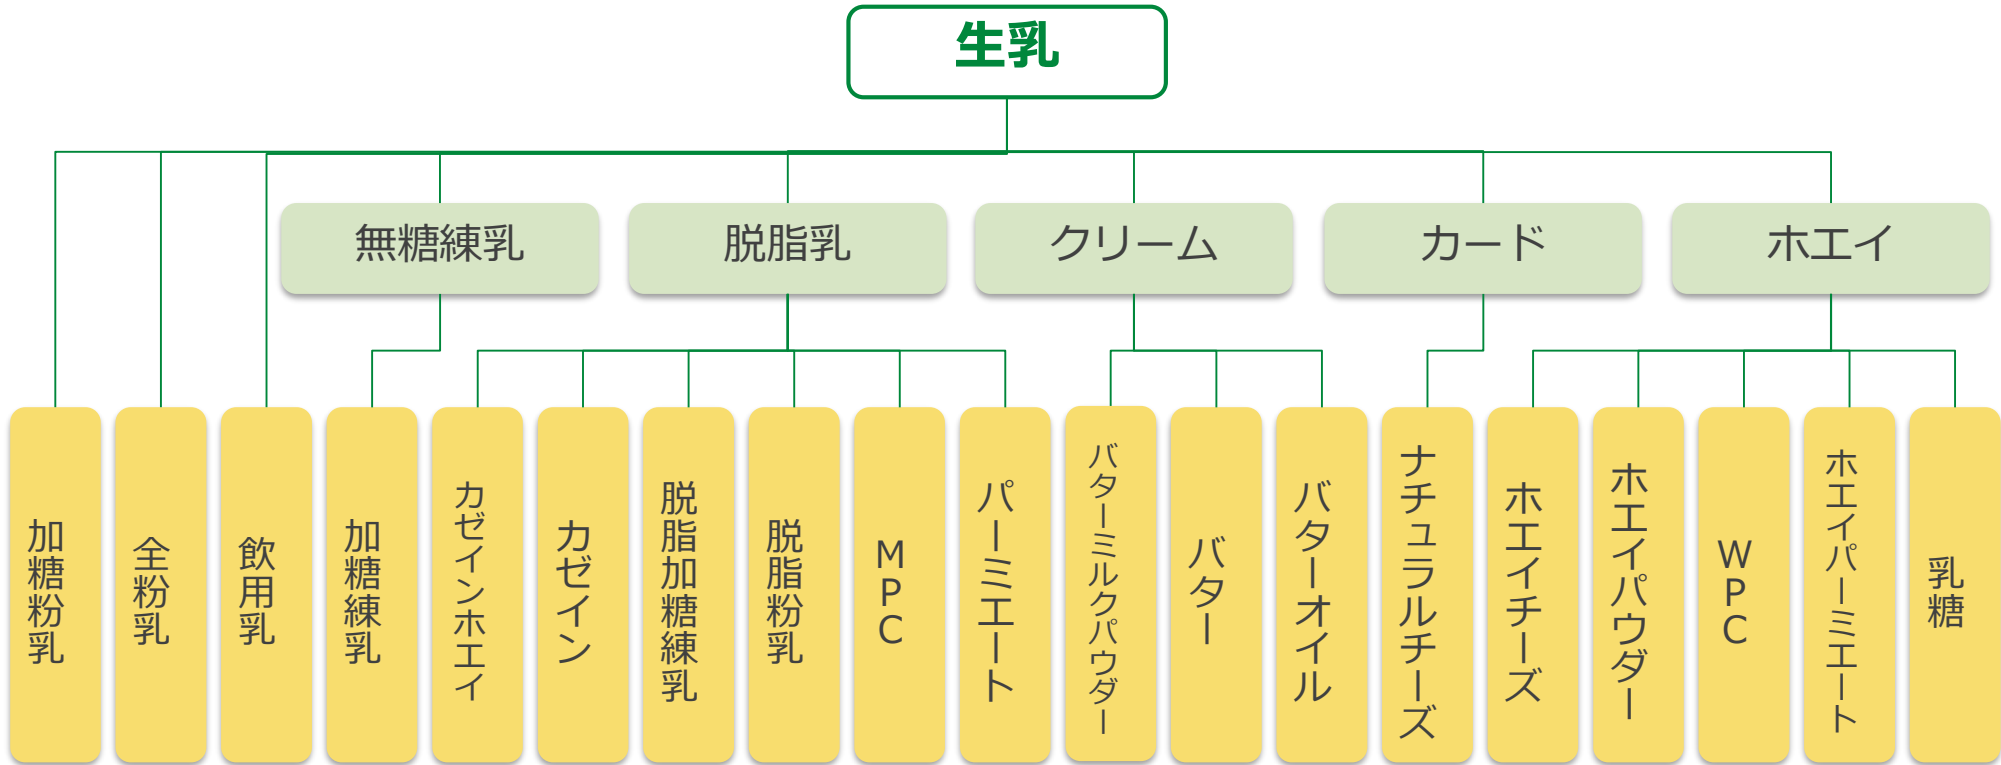 生乳
無糖練乳
脱脂乳
クリーム
カード
ホエイ
加糖粉乳
全粉乳
飲用乳
加糖練乳
カゼインホエイ
カゼイン
脱脂加糖練乳
脱脂粉乳
MPC
パーミエート
バターミルクパウダー
バター
バターオイル
ナチュラルチーズ
ホエイチーズ
ホエイパウダー
WPC
ホエイパーミエート
乳糖